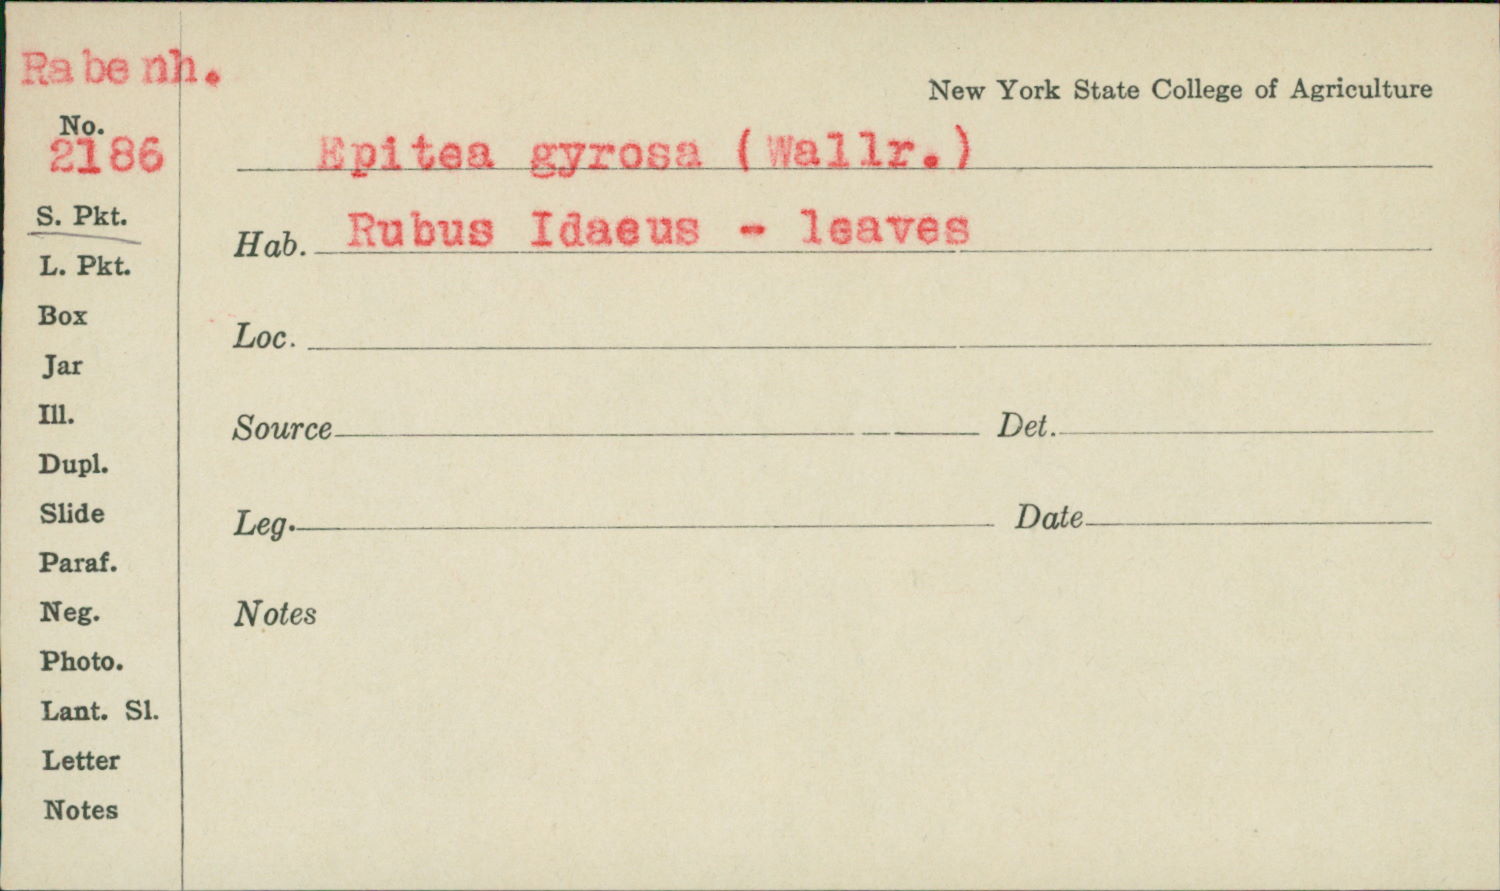 Rabenh.
New York State College of Agriculture
No.
2186
Epitea gyrosa (Wallr.)
S. Pkt.
Hab. Rubus Idaeus - leaves
L. Pkt.
Box
Loc.
Jar
Ill.
Source Det.
Dupl.
Slide
Leg. Date
Paraf.
Neg.
Notes
Photo.
Lant. Sl.
Letter
Notes